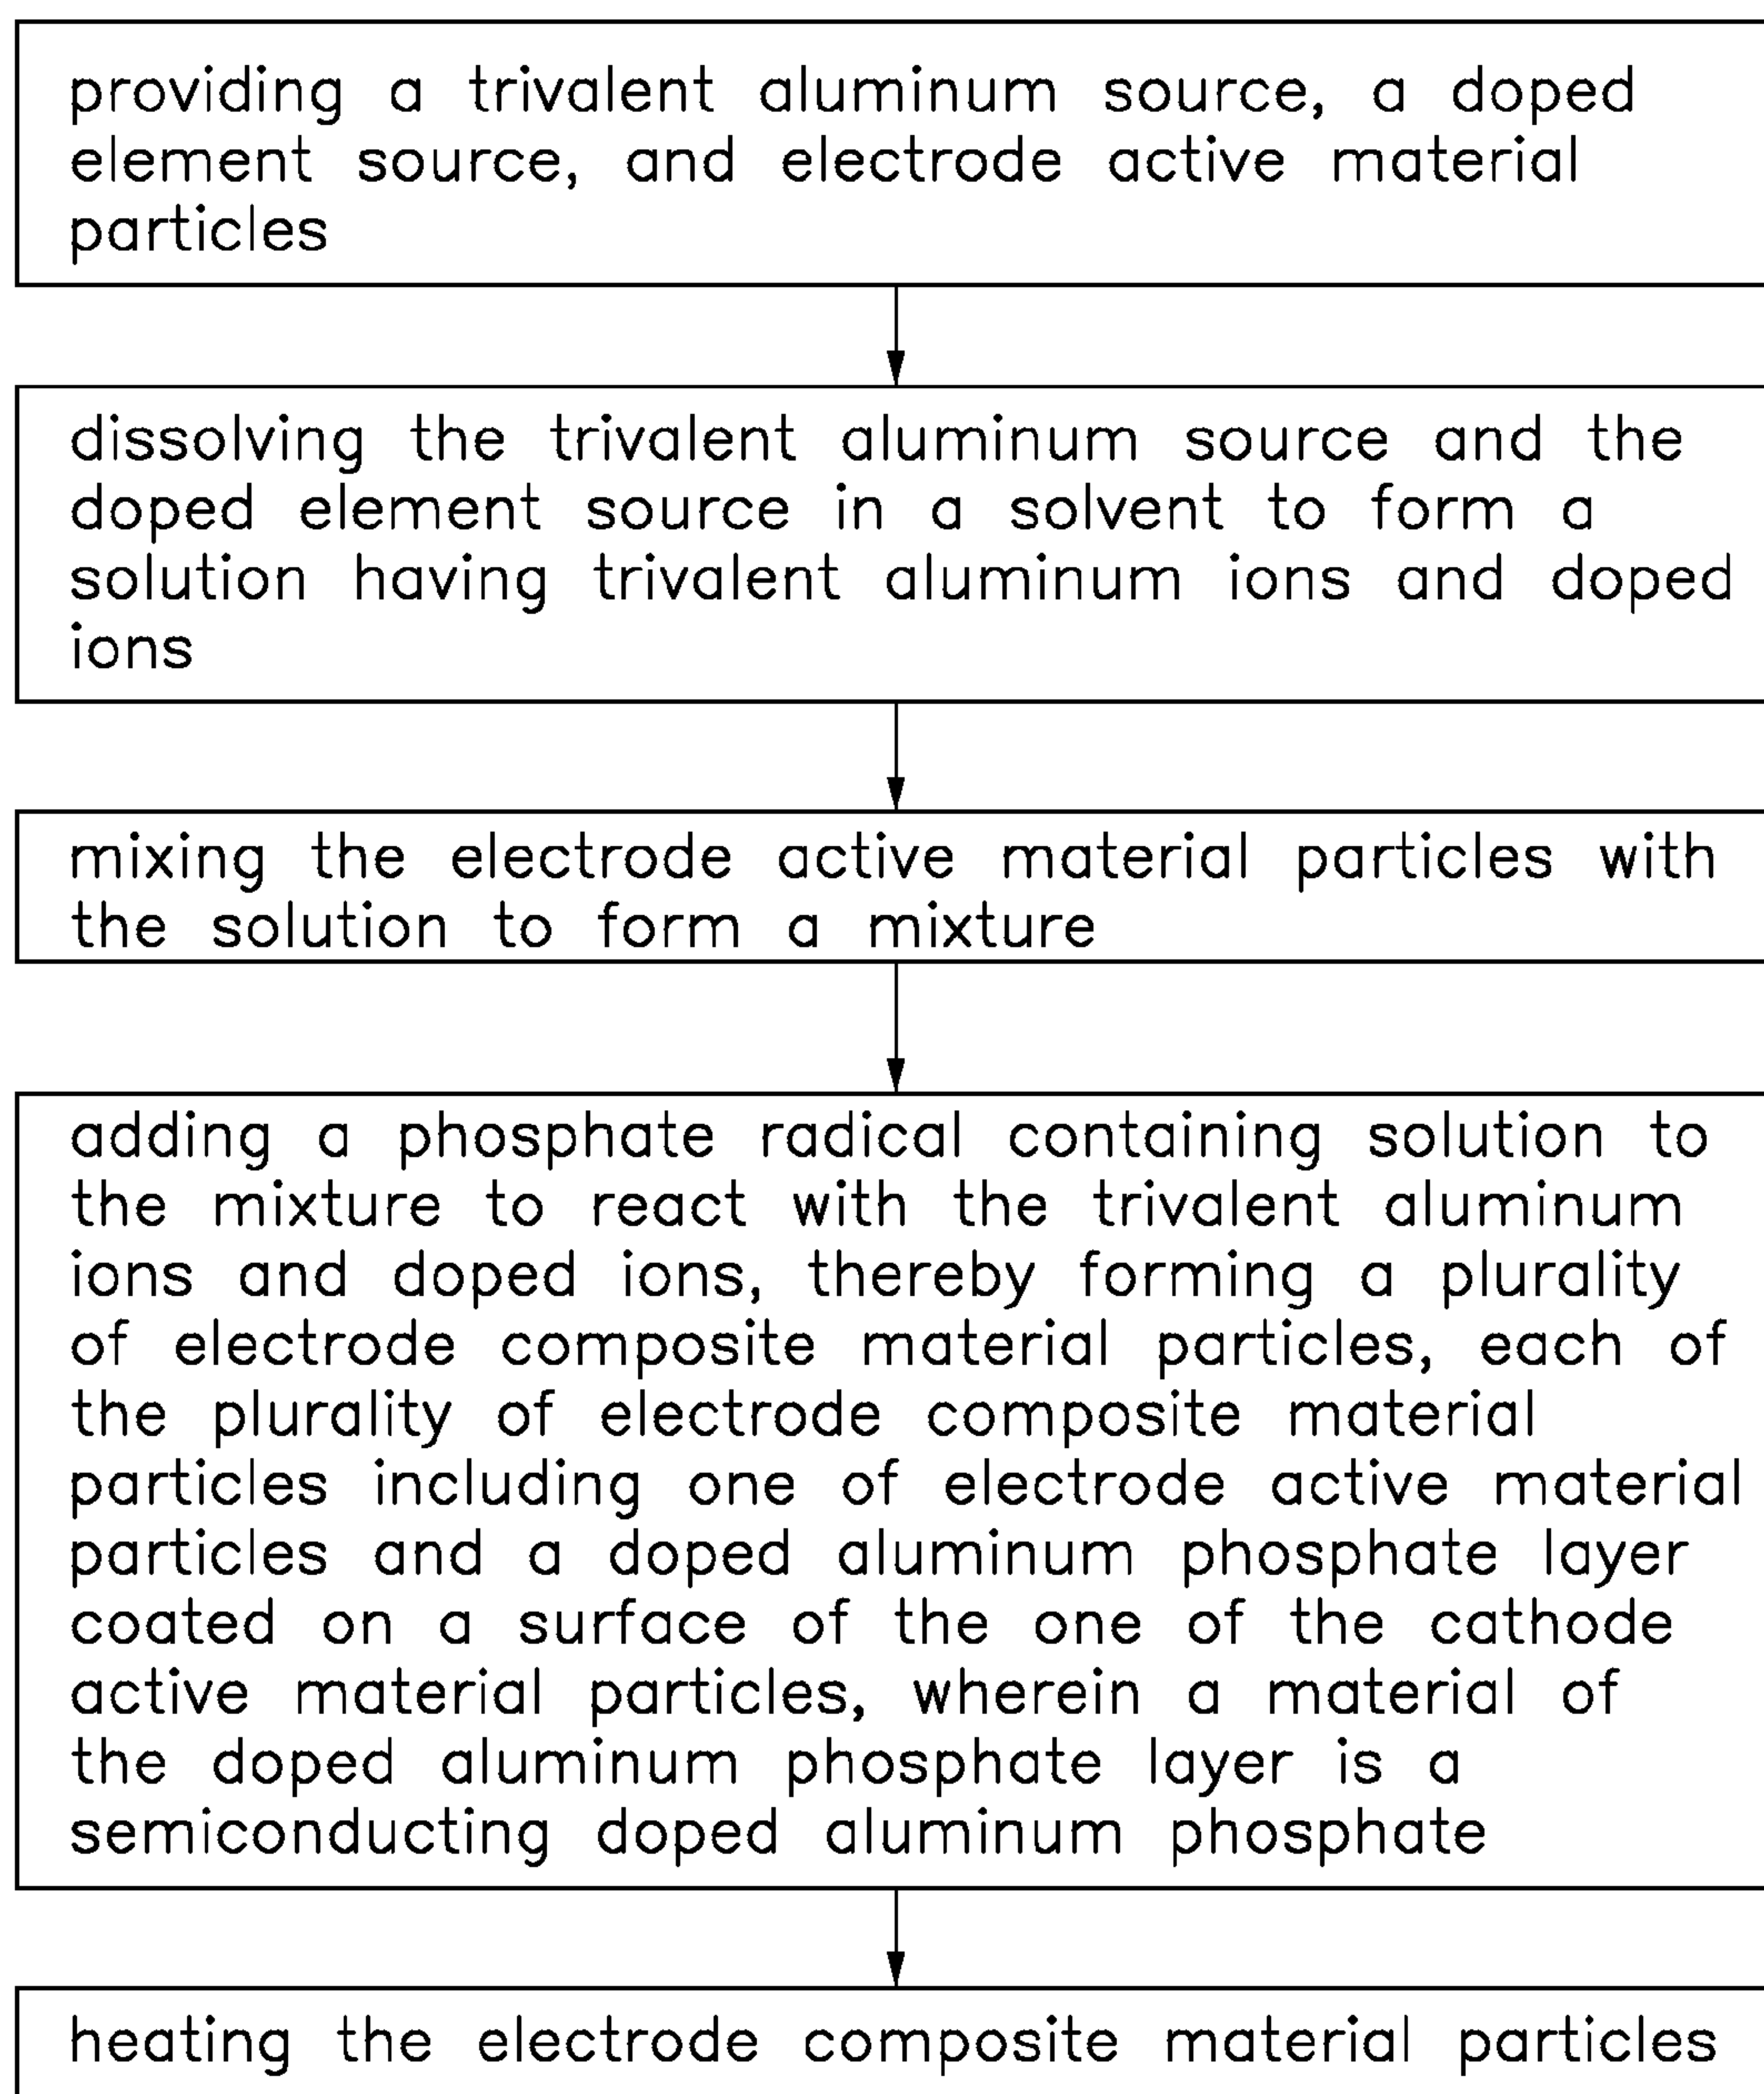 providing a trivalent aluminum source, a doped
element source, and electrode active material
particles
dissolving the trivalent aluminum source and the
doped element source in a solvent to form a
solution having trivalent aluminum ions and doped
ions
mixing the electrode active material particles with
the solution to form a mixture
adding a phosphate radical containing solution to
the mixture to react with the trivalent aluminum
ions and doped ions, thereby forming a plurality
of electrode composite material particles, each of
the plurality of electrode composite material
particles including one of electrode active material
particles and a doped aluminum phosphate layer
coated on a surface of the one of the cathode
active material particles, wherein a material of
the doped aluminum phosphate layer is a
semiconducting doped aluminum phosphate
heating the electrode composite material particles